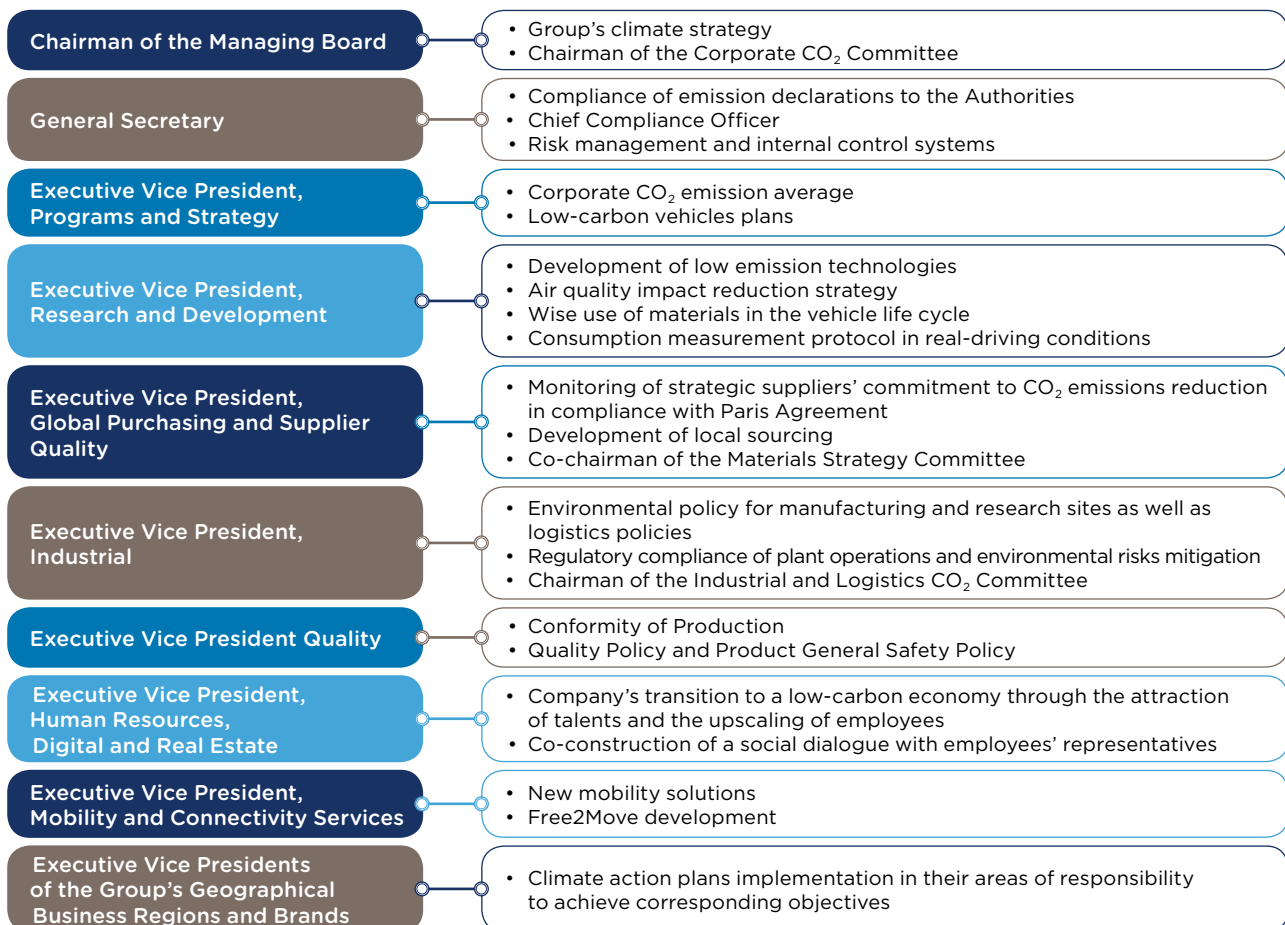 Chairman of the Managing Board
• Group's climate strategy
• Chairman of the Corporate CO₂ Committee
General Secretary
• Compliance of emission declarations to the Authorities
• Chief Compliance Officer
• Risk management and internal control systems
Executive Vice President,
Programs and Strategy
• Corporate CO₂ emission average
• Low-carbon vehicles plans
Executive Vice President,
Research and Development
• Development of low emission technologies
• Air quality impact reduction strategy
• Wise use of materials in the vehicle life cycle
• Consumption measurement protocol in real-driving conditions
Executive Vice President,
Global Purchasing and Supplier
Quality
• Monitoring of strategic suppliers' commitment to CO₂ emissions reduction
in compliance with Paris Agreement
• Development of local sourcing
• Co-chairman of the Materials Strategy Committee
Executive Vice President,
Industrial
• Environmental policy for manufacturing and research sites as well as
logistics policies
• Regulatory compliance of plant operations and environmental risks mitigation
• Chairman of the Industrial and Logistics CO₂ Committee
Executive Vice President Quality
• Conformity of Production
• Quality Policy and Product General Safety Policy
Executive Vice President,
Human Resources,
Digital and Real Estate
• Company's transition to a low-carbon economy through the attraction
of talents and the upscaling of employees
• Co-construction of a social dialogue with employees' representatives
Executive Vice President,
Mobility and Connectivity Services
• New mobility solutions
• Free2Move development
Executive Vice Presidents
of the Group's Geographical
Business Regions and Brands
• Climate action plans implementation in their areas of responsibility
to achieve corresponding objectives